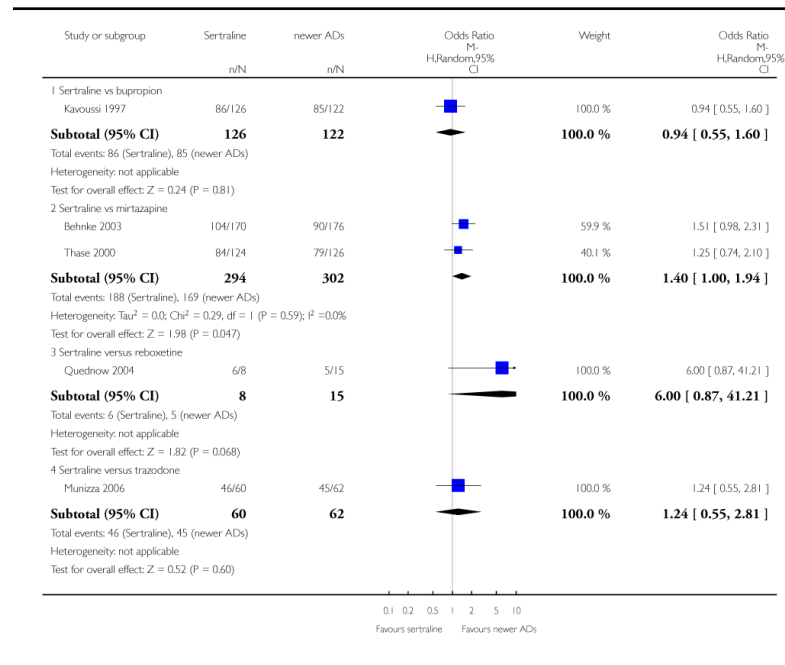 Study or subgroup Sertraline newer ADs Odds Ratio Weight Odds Ratio
M- M-
H,Random,95% H,Random,95%
n/N n/N CI CI
1 Sertraline vs bupropion
Kavoussi 1997 86/126 85/122 100.0 % 0.94 [ 0.55, 1.60 ]
Subtotal (95% CI) 126 122 100.0 % 0.94 [ 0.55, 1.60 ]
Total events: 86 (Sertraline), 85 (newer ADs)
Heterogeneity: not applicable
Test for overall effect: Z = 0.24 (P = 0.81)
2 Sertraline vs mirtazapine
Behnke 2003 104/170 90/176 59.9 % 1.51 [ 0.98, 2.31 ]
Thase 2000 84/124 79/126 40.1 % 1.25 [ 0.74, 2.10 ]
Subtotal (95% CI) 294 302 100.0 % 1.40 [ 1.00, 1.94 ]
Total events: 188 (Sertraline), 169 (newer ADs)
Heterogeneity: Tau² = 0.0; Chi² = 0.29, df = 1 (P = 0.59); I² =0.0%
Test for overall effect: Z = 1.98 (P = 0.047)
3 Sertraline versus reboxetine
Quednow 2004 6/8 5/15 100.0 % 6.00 [ 0.87, 41.21 ]
Subtotal (95% CI) 8 15 100.0 % 6.00 [ 0.87, 41.21 ]
Total events: 6 (Sertraline), 5 (newer ADs)
Heterogeneity: not applicable
Test for overall effect: Z = 1.82 (P = 0.068)
4 Sertraline versus trazodone
Munizza 2006 46/60 45/62 100.0 % 1.24 [ 0.55, 2.81 ]
Subtotal (95% CI) 60 62 100.0 % 1.24 [ 0.55, 2.81 ]
Total events: 46 (Sertraline), 45 (newer ADs)
Heterogeneity: not applicable
Test for overall effect: Z = 0.52 (P = 0.60)
0.1 0.2 0.5 1 2 5 10
Favours sertraline Favours newer ADs